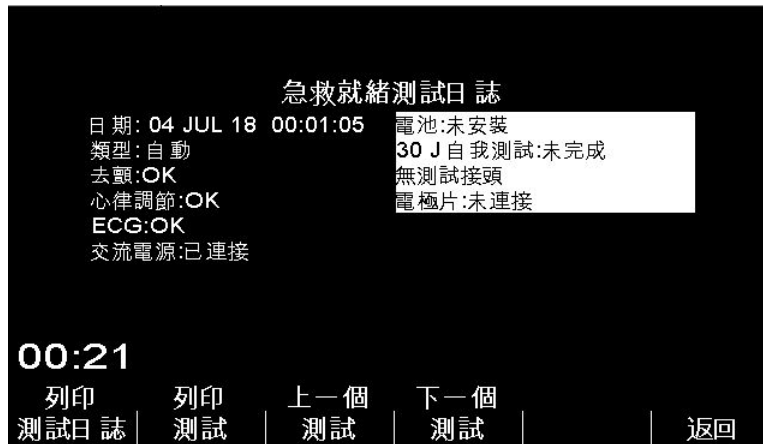 急救就緒測試日誌
日期: 04 JUL 18 00:01:05
類型:自動
去顫:OK
心律調節:OK
ECG:OK
交流電源:已連接
電池:未安裝
30 J 自我測試:未完成
無測試接頭
電極片:未連接
00:21
列印 列印 上一個 下一個
測試日誌 測試 測試 測試 返回